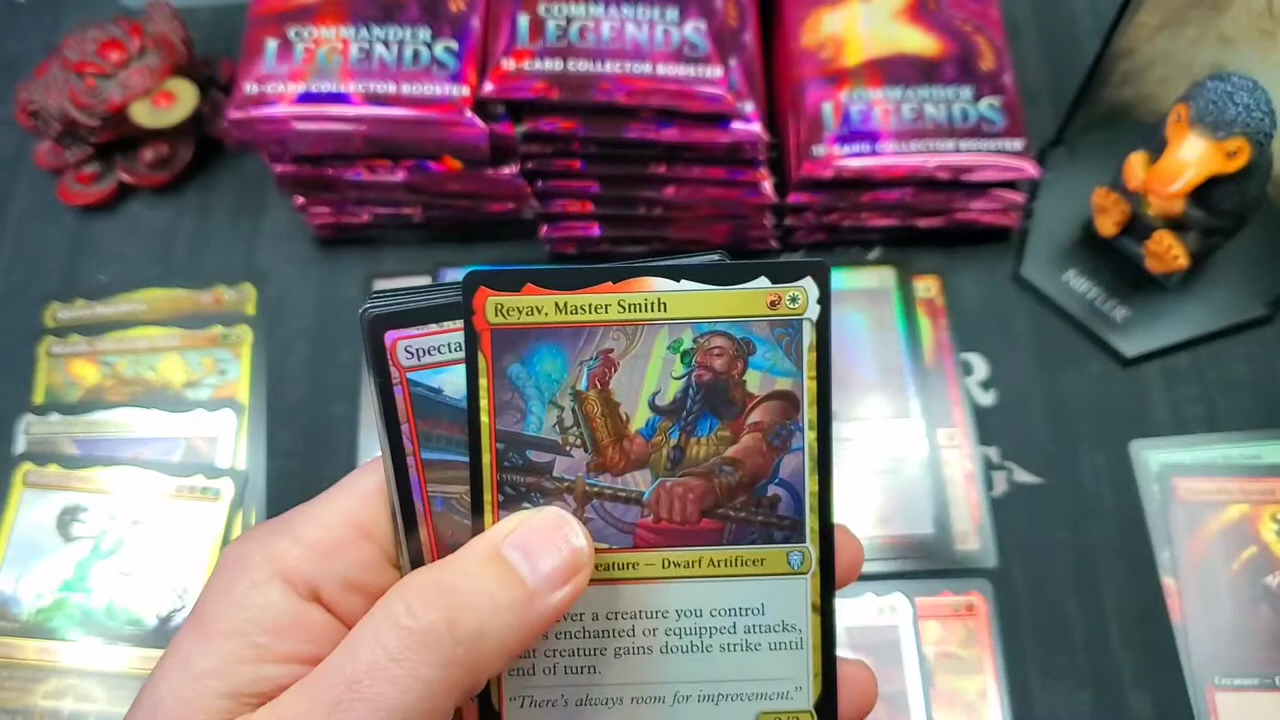 COMMANDER
LEGENDS
15-CARD COLLECTOR BOOSTER
COMMANDER
LEGENDS
15-CARD COLLECTOR BOOSTER
COMMANDER
LEGENDS
15-CARD COLLECTOR BOOSTER
NIFFLER
Reyav, Master Smith
Specta
eature — Dwarf Artificer
ver a creature you control
s enchanted or equipped attacks,
at creature gains double strike until
end of turn.
"There's always room for improvement."
Creature —